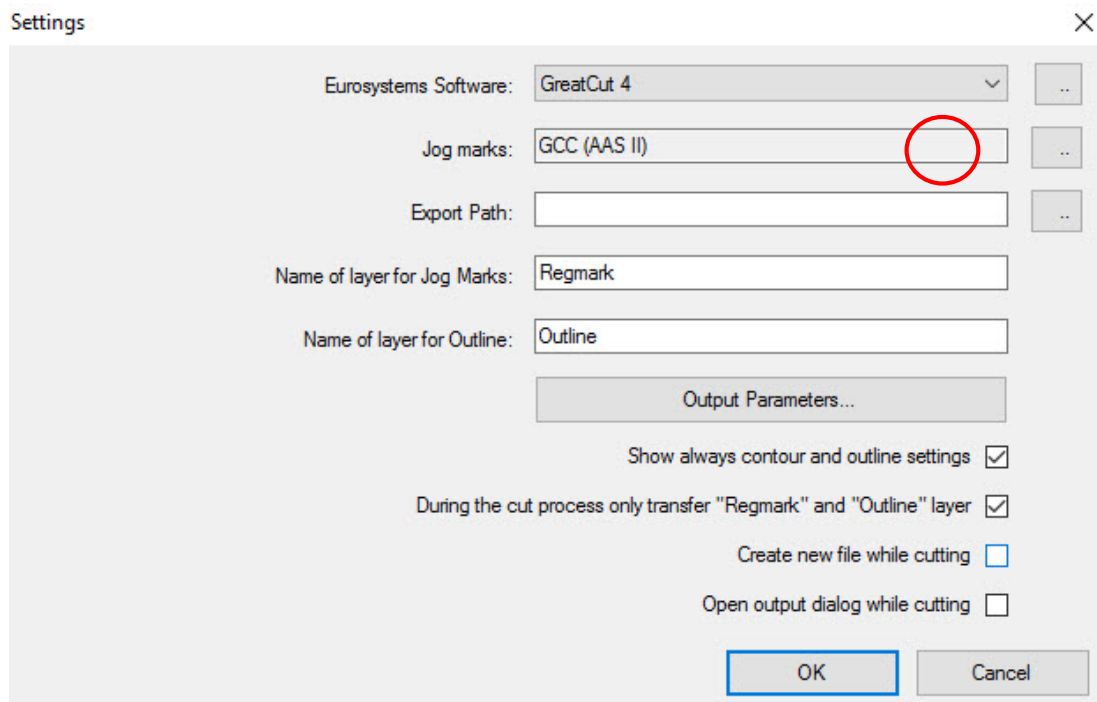 Settings
Eurosystems Software: GreatCut 4 ..
Jog marks: GCC (AAS II) ..
Export Path: ..
Name of layer for Jog Marks: Regmark
Name of layer for Outline: Outline
Output Parameters...
Show always contour and outline settings
During the cut process only transfer "Regmark" and "Outline" layer
Create new file while cutting
Open output dialog while cutting
OK Cancel